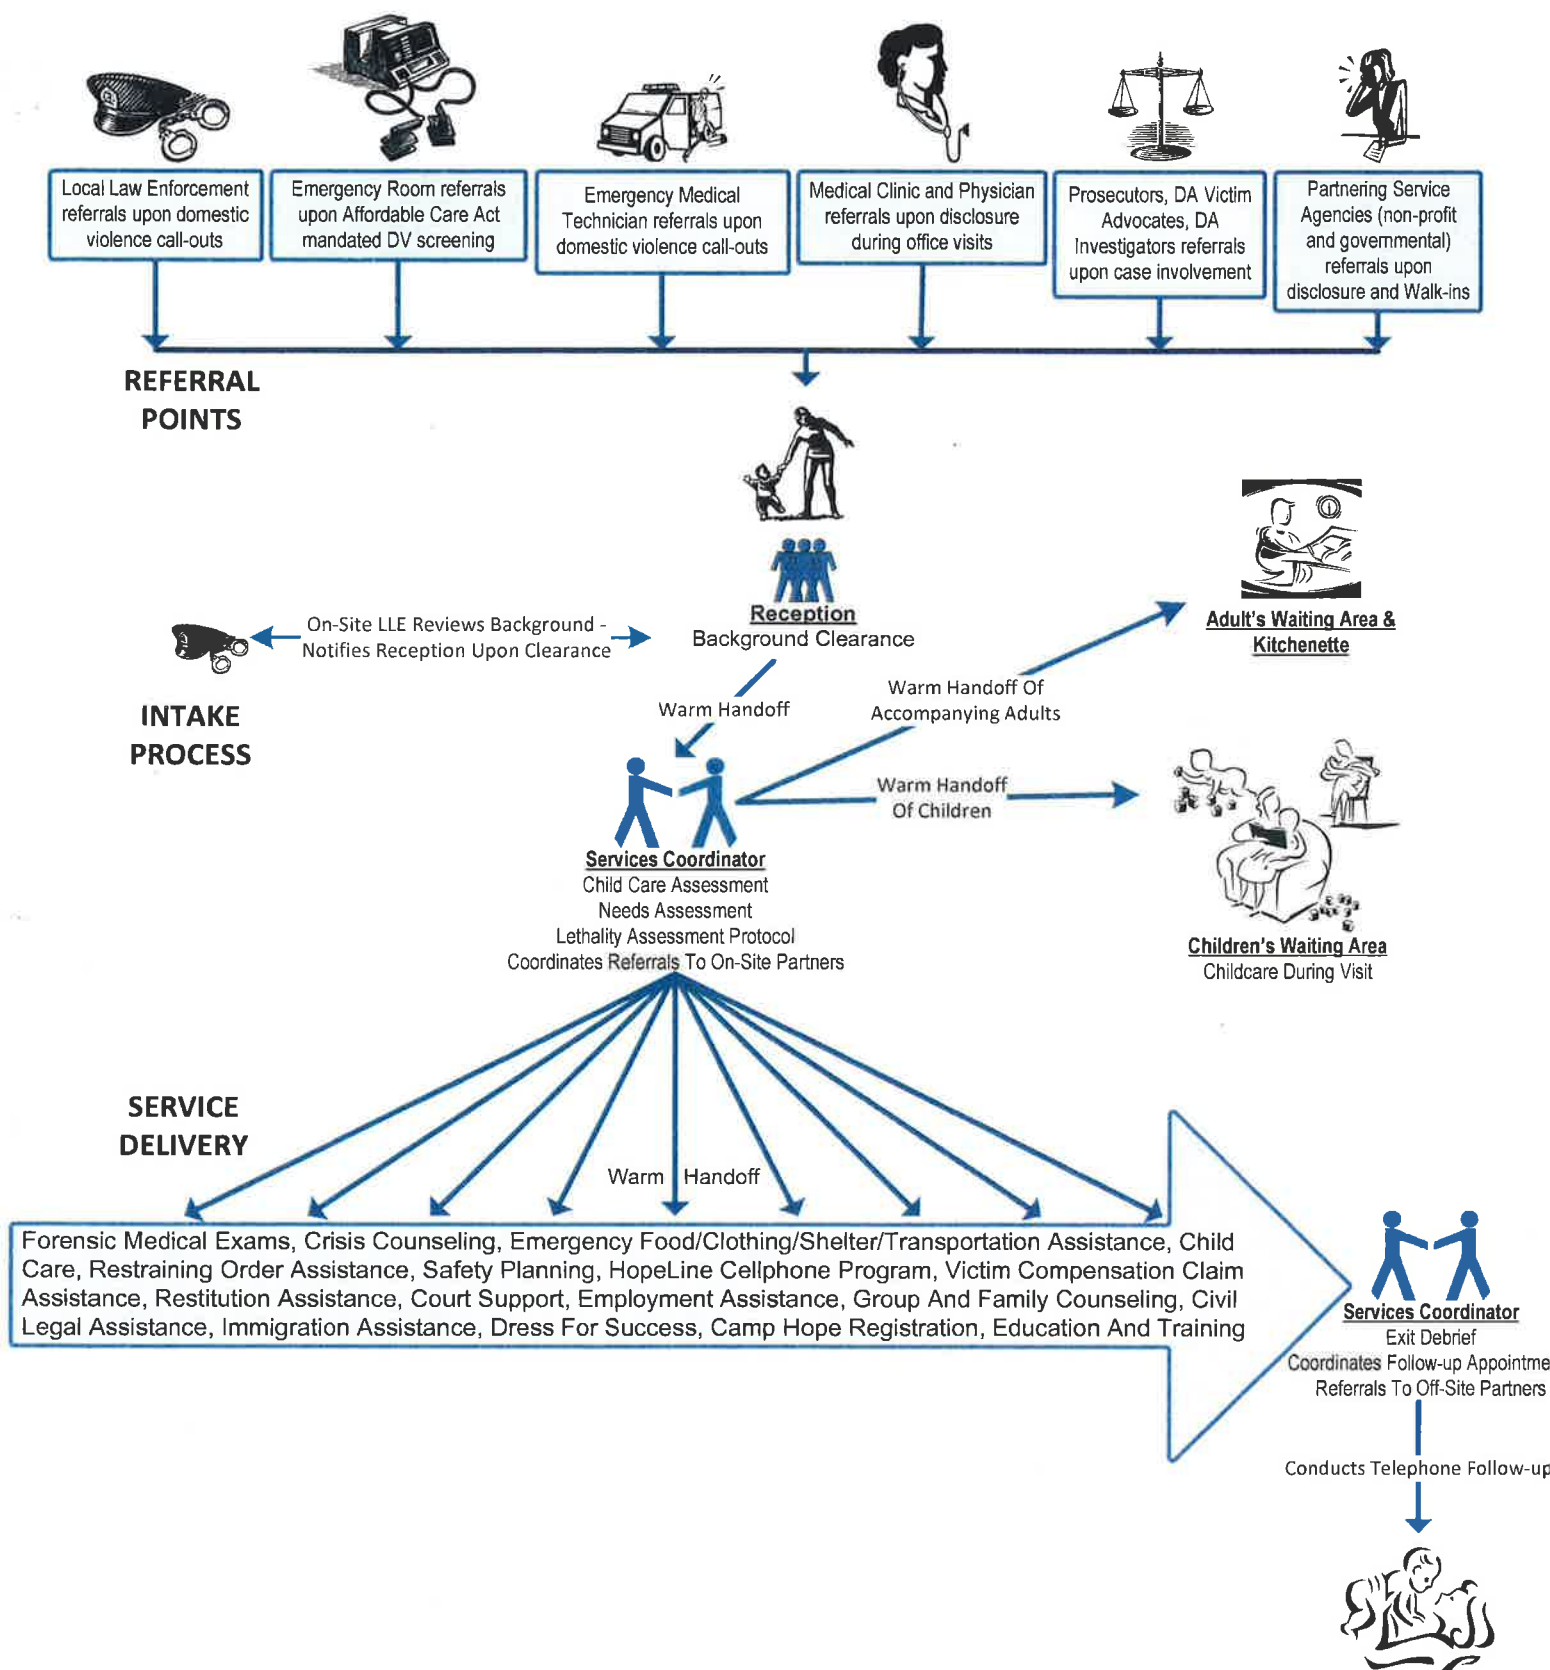 Local Law Enforcement
referrals upon domestic
violence call-outs
Emergency Room referrals
upon Affordable Care Act
mandated DV screening
Emergency Medical
Technician referrals upon
domestic violence call-outs
Medical Clinic and Physician
referrals upon disclosure
during office visits
Prosecutors, DA Victim
Advocates, DA
Investigators referrals
upon case involvement
Partnering Service
Agencies (non-profit
and governmental)
referrals upon
disclosure and Walk-ins
REFERRAL
POINTS
Reception
Background Clearance
On-Site LLE Reviews Background -
Notifies Reception Upon Clearance
Adult's Waiting Area &
Kitchenette
INTAKE
PROCESS
Warm Handoff
Warm Handoff Of
Accompanying Adults
Warm Handoff
Of Children
Services Coordinator
Child Care Assessment
Needs Assessment
Lethality Assessment Protocol
Coordinates Referrals To On-Site Partners
Children's Waiting Area
Childcare During Visit
SERVICE
DELIVERY
Warm Handoff
Forensic Medical Exams, Crisis Counseling, Emergency Food/Clothing/Shelter/Transportation Assistance, Child
Care, Restraining Order Assistance, Safety Planning, HopeLine Cellphone Program, Victim Compensation Claim
Assistance, Restitution Assistance, Court Support, Employment Assistance, Group And Family Counseling, Civil
Legal Assistance, Immigration Assistance, Dress For Success, Camp Hope Registration, Education And Training
Services Coordinator
Exit Debrief
Coordinates Follow-up
Referrals To Off-Site Partners
Conducts Telephone Follow-up